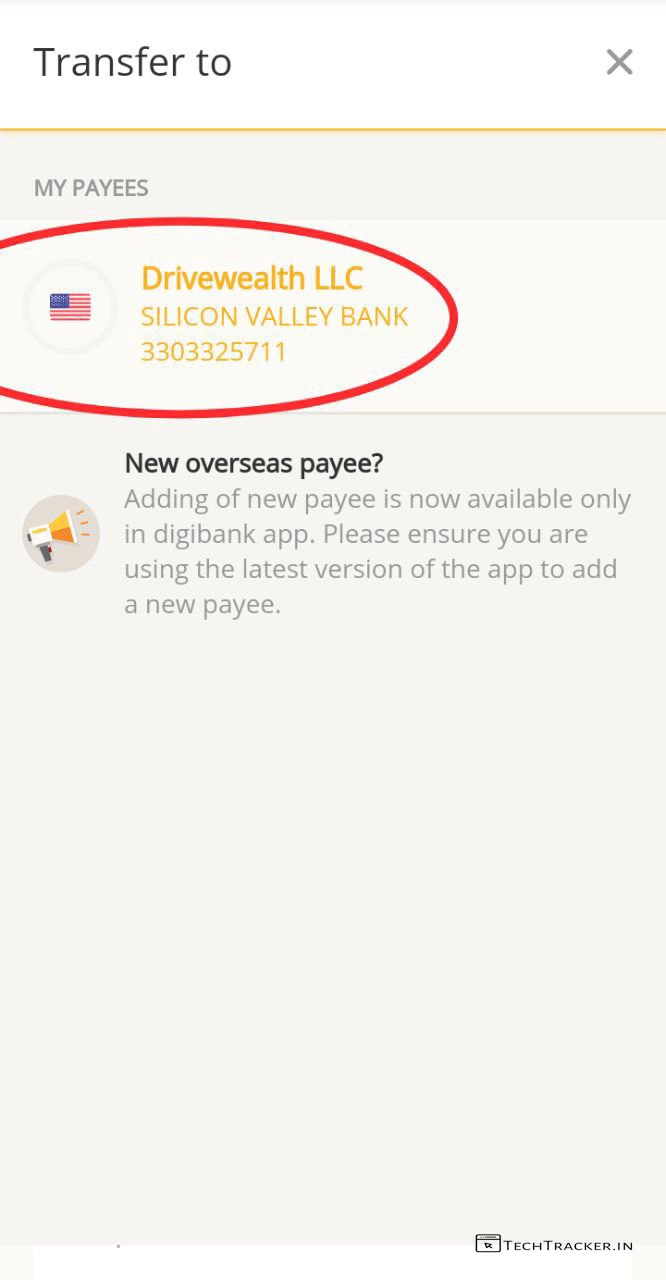 Transfer to
MY PAYEES
Drivewealth LLC
SILICON VALLEY BANK
3303325711
New overseas payee?
Adding of new payee is now available only
in digibank app. Please ensure you are
using the latest version of the app to add
a new payee.
TECHTRACKER.IN